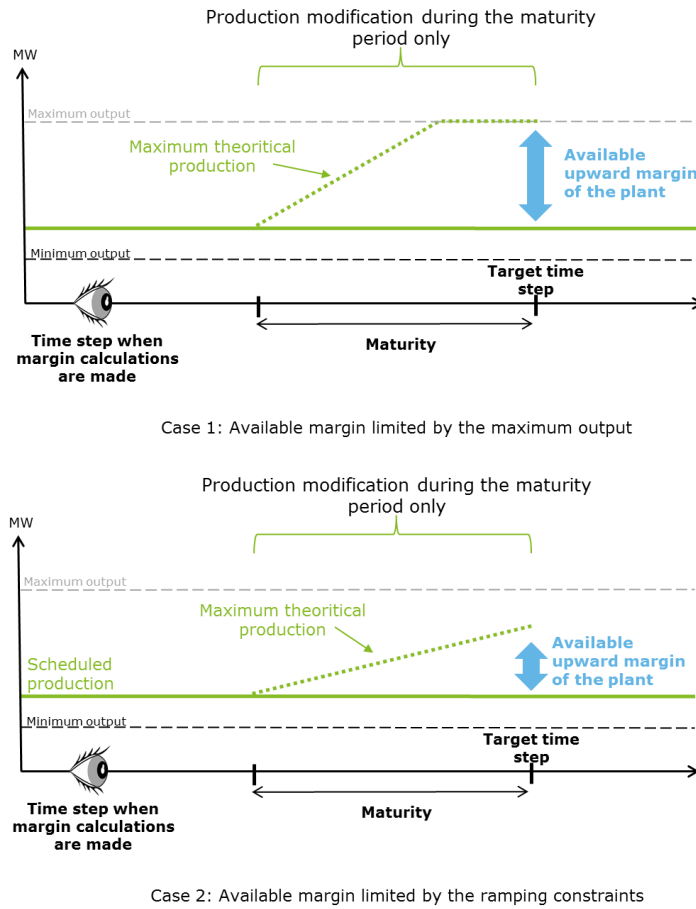 Production modification during the maturity
period only
MW
Maximum output
Maximum theoritical
production
Available
upward margin
of the plant
Minimum output
Target time
step
Time step when
margin calculations
are made
Maturity
Case 1: Available margin limited by the maximum output
Production modification during the maturity
period only
MW
Maximum output
Maximum theoritical
production
Scheduled
production
Available
upward margin
of the plant
Minimum output
Target time
step
Time step when
margin calculations
are made
Maturity
Case 2: Available margin limited by the ramping constraints